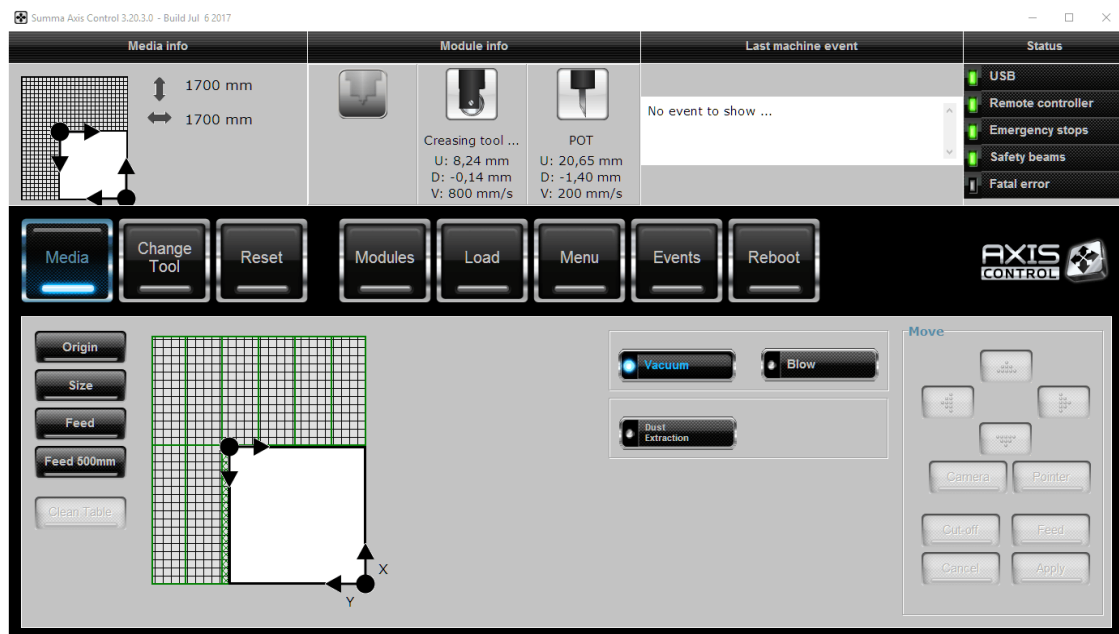 Summa Axis Control 3.20.3.0 - Build Jul 6 2017
Media info
Module info
Last machine event
Status
1700 mm
1700 mm
Creasing tool ...
U: 8,24 mm
D: -0,14 mm
V: 800 mm/s
POT
U: 20,65 mm
D: -1,40 mm
V: 200 mm/s
No event to show ...
USB
Remote controller
Emergency stops
Safety beams
Fatal error
Media
Change
Tool
Reset
Modules
Load
Menu
Events
Reboot
AXIS
CONTROL
Origin
Size
Feed
Feed 500mm
Clean Table
X
Y
Vacuum
Blow
Dust
Extraction
Move
Camera
Pointer
Cut-off
Feed
Cancel
Apply